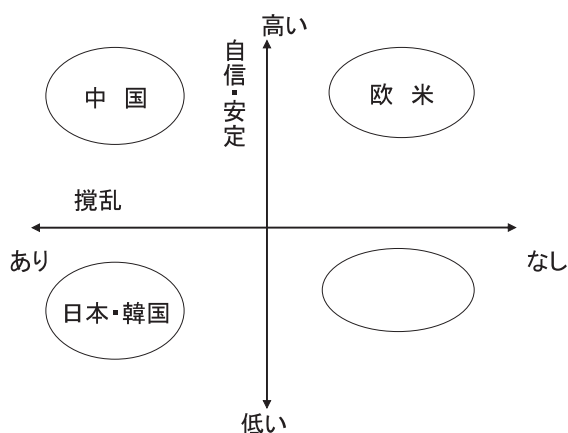 高い
自信・安定
中国
欧米
撹乱
あり
なし
日本・韓国
低い